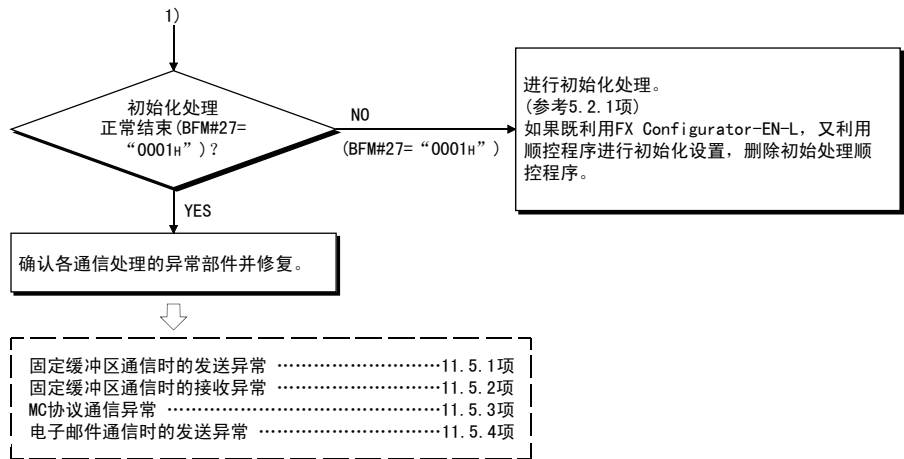 1)
初始化处理
正常结束(BFM#27=
“0001H”)?
NO
(BFM#27= “0001H”)
进行初始化处理。
(参考5.2.1项)
如果既利用FX Configurator-EN-L，又利用
顺控程序进行初始化设置，删除初始处理顺
控程序。
YES
确认各通信处理的异常部件并修复。
固定缓冲区通信时的发送异常 …………………………11.5.1项
固定缓冲区通信时的接收异常 …………………………11.5.2项
MC协议通信异常 ……………………………………………11.5.3项
电子邮件通信时的发送异常 ……………………………11.5.4项